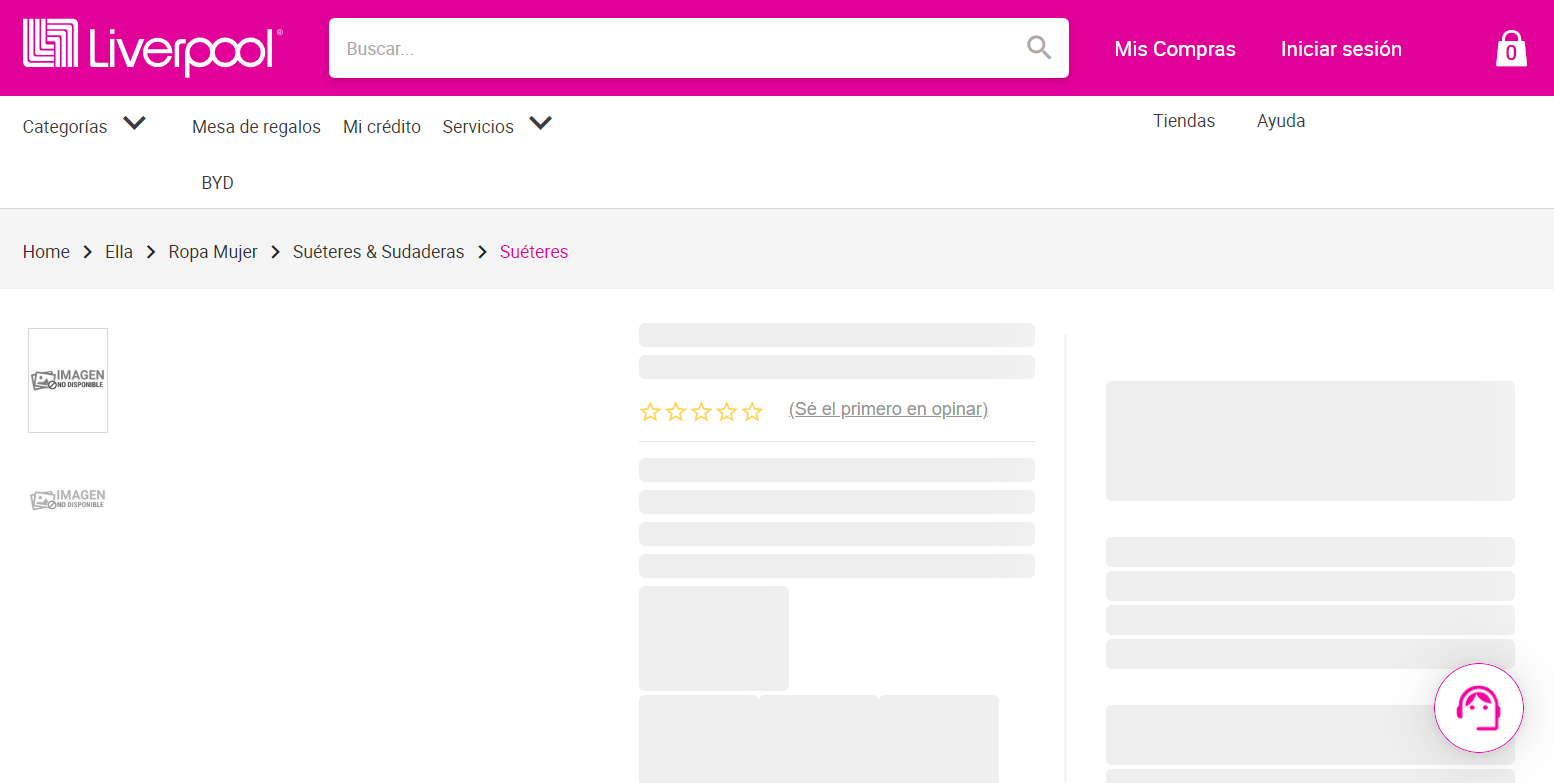 Liverpool®
Buscar...
Mis Compras
Iniciar sesión
0
Categorías
Mesa de regalos
Mi crédito
Servicios
Tiendas
Ayuda
BYD
Home > Ella > Ropa Mujer > Suéteres & Sudaderas > Suéteres
IMAGEN
NO DISPONIBLE
(Sé el primero en opinar)
IMAGEN
NO DISPONIBLE